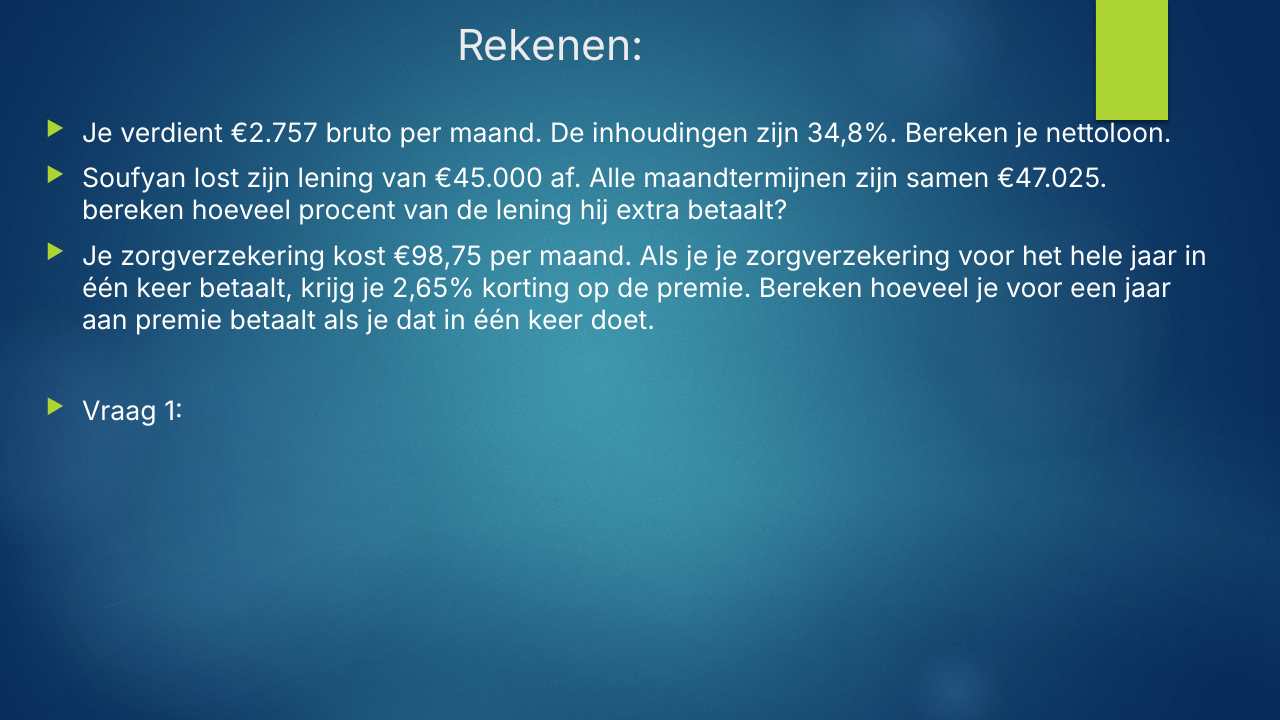 Rekenen:
Je verdient €2.757 bruto per maand. De inhoudingen zijn 34,8%. Bereken je nettoloon.
Soufyan lost zijn lening van €45.000 af. Alle maandtermijnen zijn samen €47.025.
bereken hoeveel procent van de lening hij extra betaalt?
Je zorgverzekering kost €98,75 per maand. Als je je zorgverzekering voor het hele jaar in
één keer betaalt, krijg je 2,65% korting op de premie. Bereken hoeveel je voor een jaar
aan premie betaalt als je dat in één keer doet.
Vraag 1: